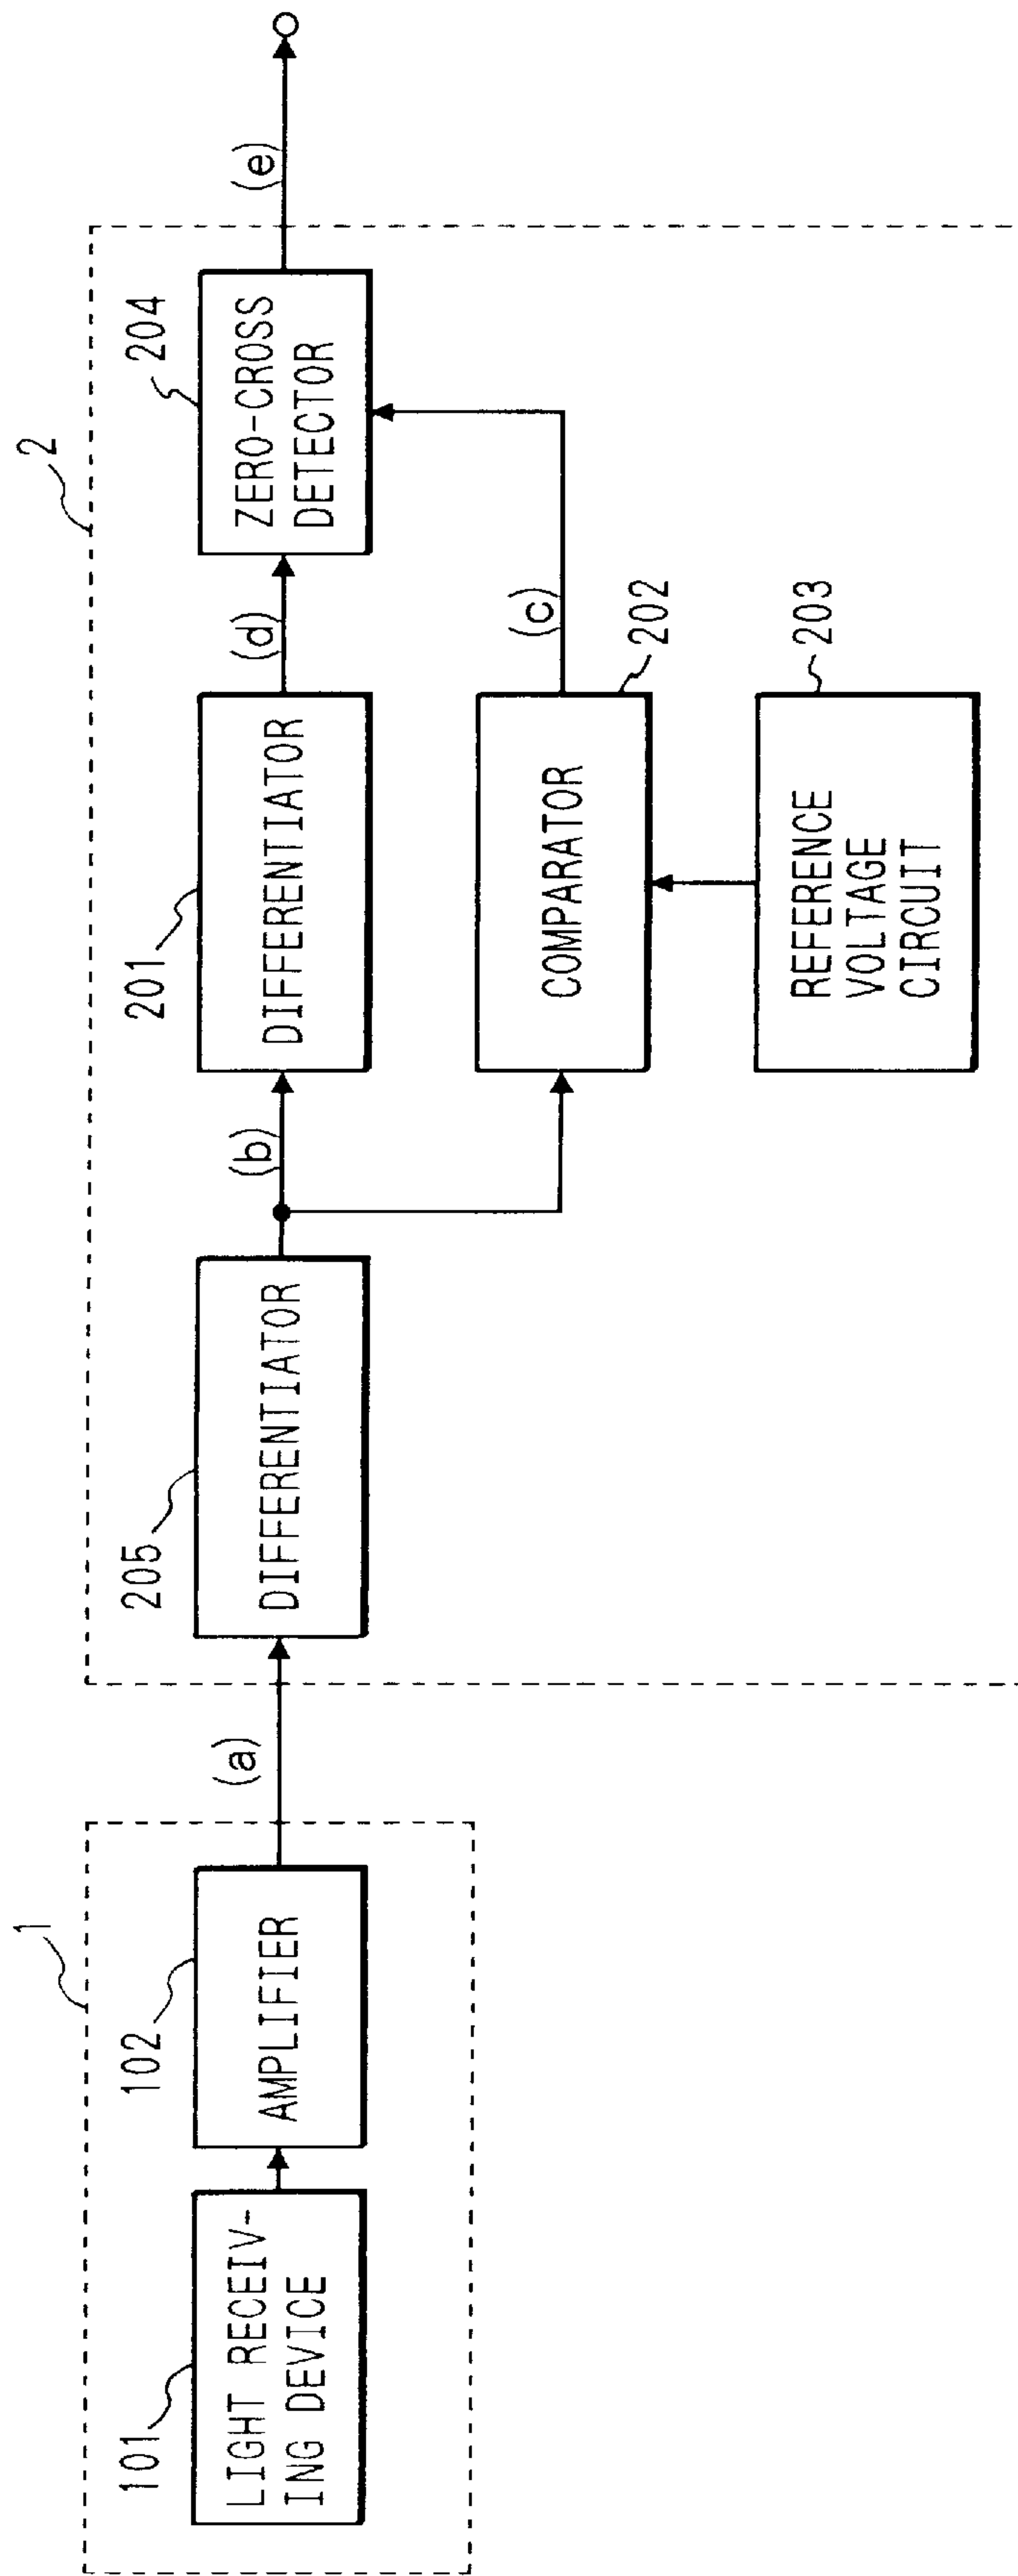 1
101
LIGHT RECEIV-
ING DEVICE
102
AMPLIFIER
(a)
2
205
DIFFERENTIATOR
(b)
201
DIFFERENTIATOR
(d)
204
ZERO-CROSS
DETECTOR
(e)
COMPARATOR
202
(c)
REFERENCE
VOLTAGE
CIRCUIT
203